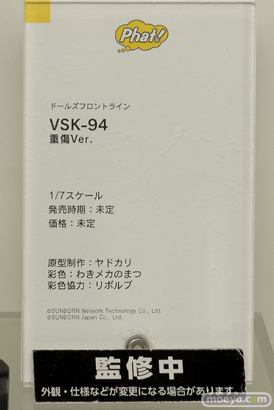 Phat!
ドールズフロントライン
VSK-94
重傷Ver.
1/7スケール
発売時期：未定
価格：未定
原型制作：ヤドカリ
彩色：わきメカのまつ
彩色協力：リボルブ
©SUNBORN Network Technology Co., Ltd.
©SUNBORN Japan Co., Ltd.
監修中
外観・仕様などが変更になる場合があります。
moeyo.com